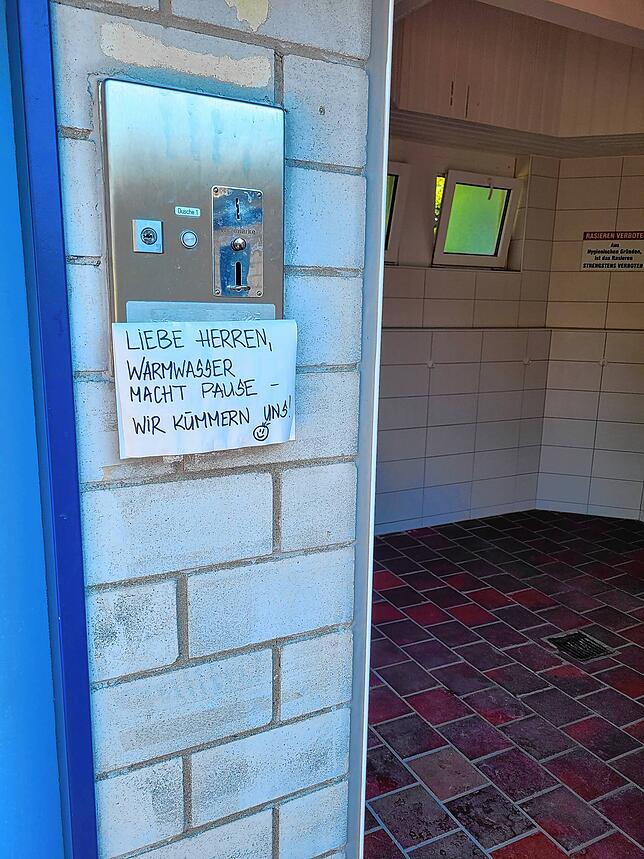 Dusche 1
LIEBE HERREN,
WARMWASSER
MACHT PAUSE –
WIR KÜMMERN UNS!
RASIEREN VERBOTEN
Aus
Hygienischen Gründen,
ist das Rasieren
STRENGSTENS VERBOTEN